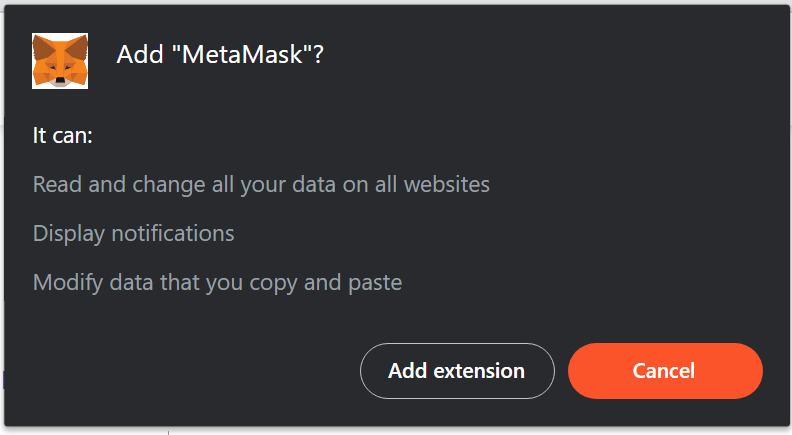 Add "MetaMask"?
It can:
Read and change all your data on all websites
Display notifications
Modify data that you copy and paste
Add extension
Cancel